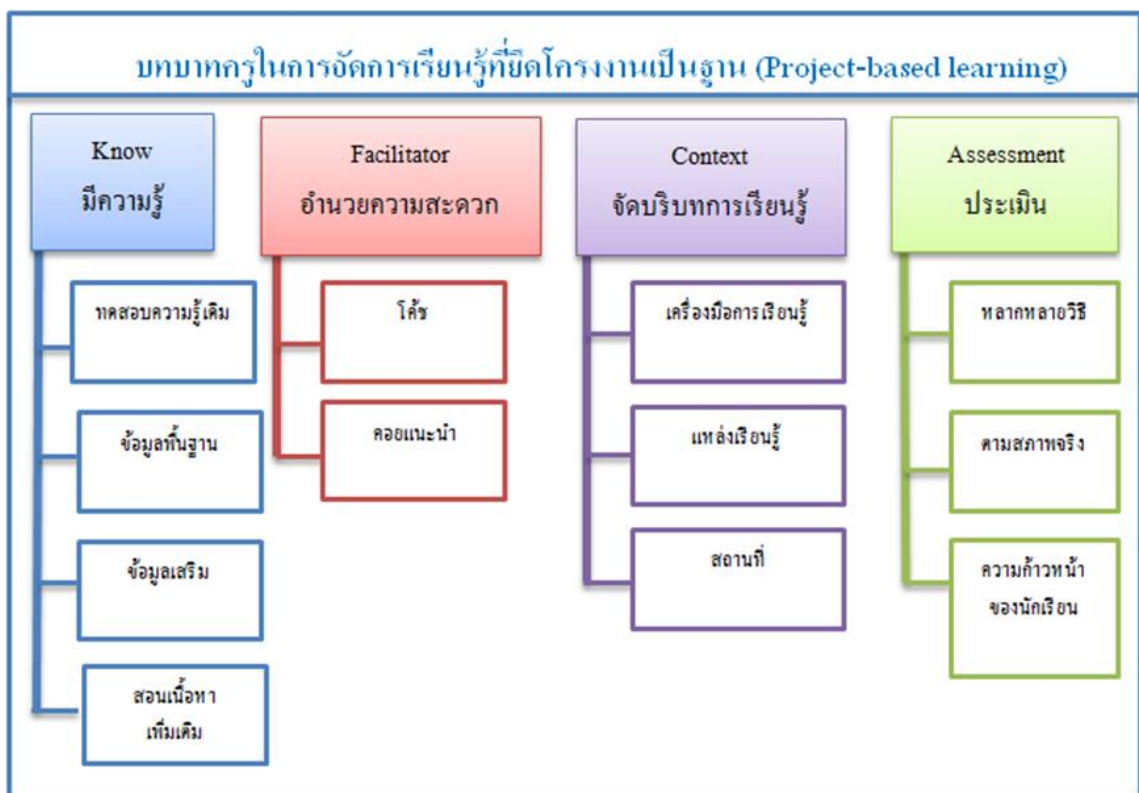 บทบาทครูในการจัดการเรียนรู้ที่ยึดโครงงานเป็นฐาน (Project-based learning)
Know
มีความรู้
ทดสอบความรู้เดิม
ข้อมูลพื้นฐาน
ข้อมูลเสริม
สอนเนื้อหา
เพิ่มเติม
Facilitator
อำนวยความสะดวก
โค้ช
คอยแนะนำ
Context
จัดบริบทการเรียนรู้
เครื่องมือการเรียนรู้
แหล่งเรียนรู้
สถานที่
Assessment
ประเมิน
หลากหลายวิธี
ตามสภาพจริง
ความก้าวหน้า
ของนักเรียน